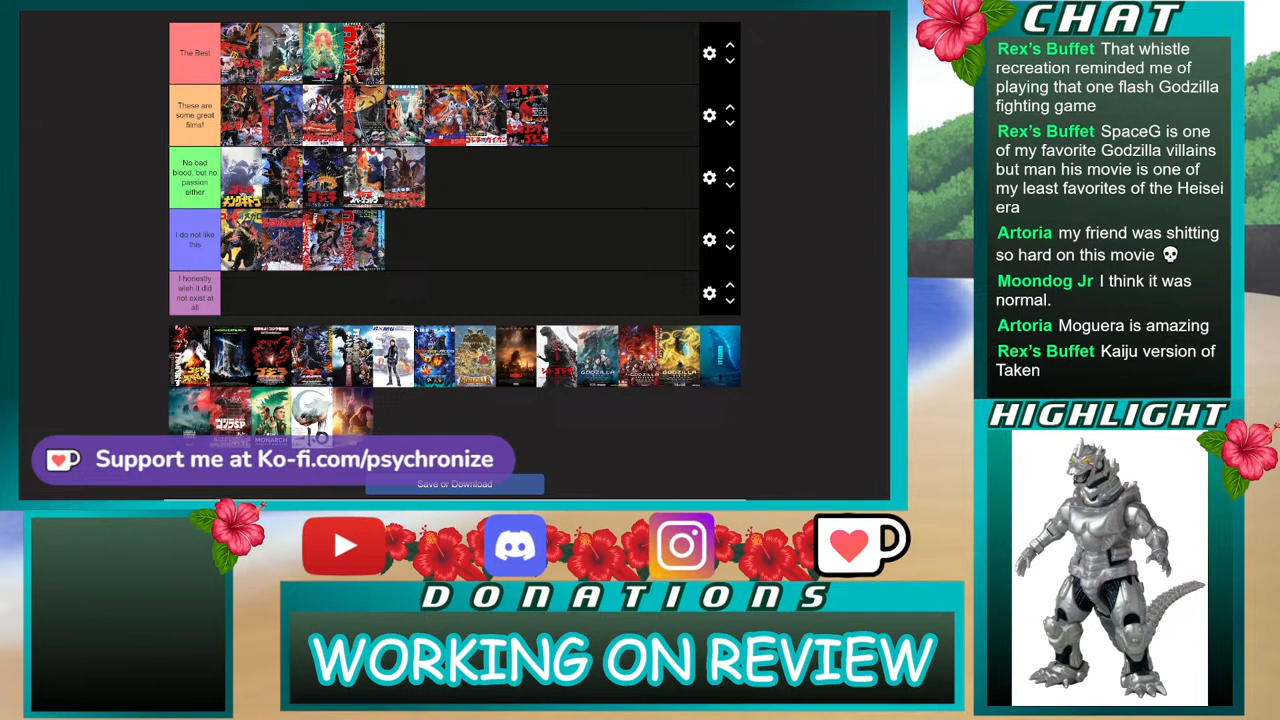 The Best
These are
some great
films!
No bad
blood, but no
passion
either
I do not like
this
I honestly
wish it did
not exist at
all
GODZILLA
GODZILLA
GODZILLA
MONARCH
Support me at Ko-fi.com/psychronize
Save or Download
CHAT
Rex's Buffet That whistle
recreation reminded me of
playing that one flash Godzilla
fighting game
Rex's Buffet SpaceG is one
of my favorite Godzilla villains
but man his movie is one of
my least favorites of the Heisei
era
Artoria my friend was shitting
so hard on this movie 💀
Moondog Jr I think it was
normal.
Artoria Moguera is amazing
Rex's Buffet Kaiju version of
Taken
HIGHLIGHT
DONATIONS
WORKING ON REVIEW